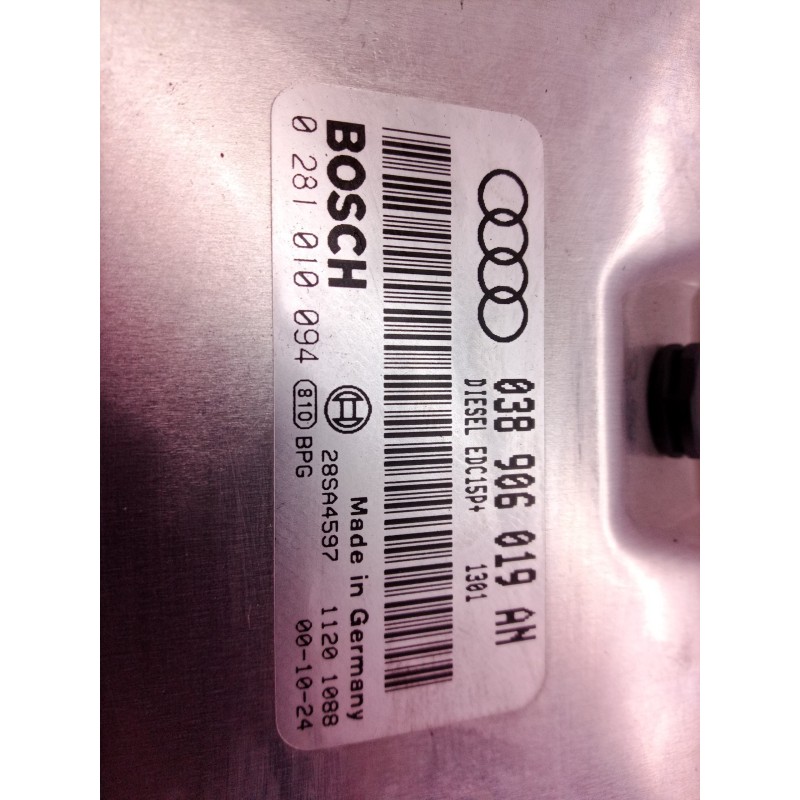 038 906 019 AN
DIESEL EDC15P+ 1301
BOSCH Made in Germany
28SA4597 1120 1088
0 281 010 094 810 BPG 00-10-24